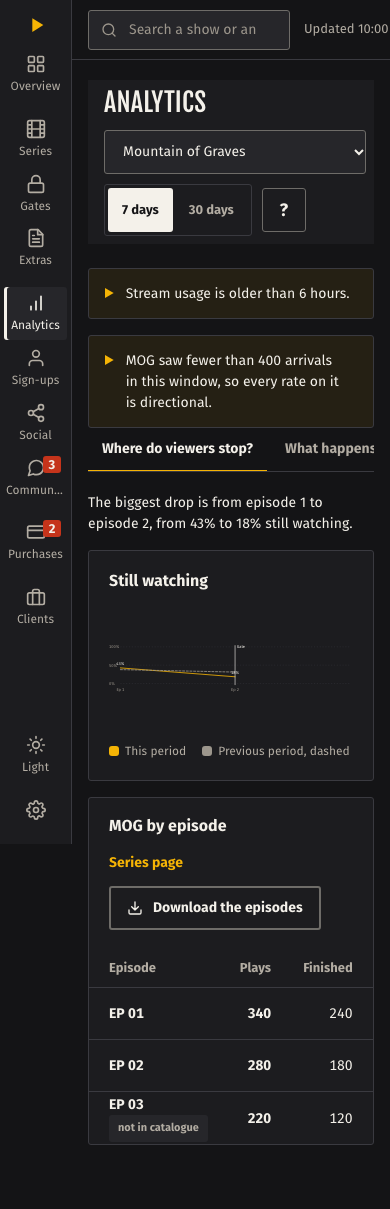 Search a show or an
Updated 10:00
Overview
Series
Gates
Extras
Analytics
Sign-ups
Social
3
Commun...
2
Purchases
Clients
Light
ANALYTICS
Mountain of Graves
7 days
30 days
?
Stream usage is older than 6 hours.
MOG saw fewer than 400 arrivals
in this window, so every rate on it
is directional.
Where do viewers stop?
What happens
The biggest drop is from episode 1 to
episode 2, from 43% to 18% still watching.
Still watching
100%
Ep 1
Ep 2
This period
Previous period, dashed
MOG by episode
Series page
Download the episodes
Episode Plays Finished
EP 01 340 240
EP 02 280 180
EP 03 220 120
not in catalogue